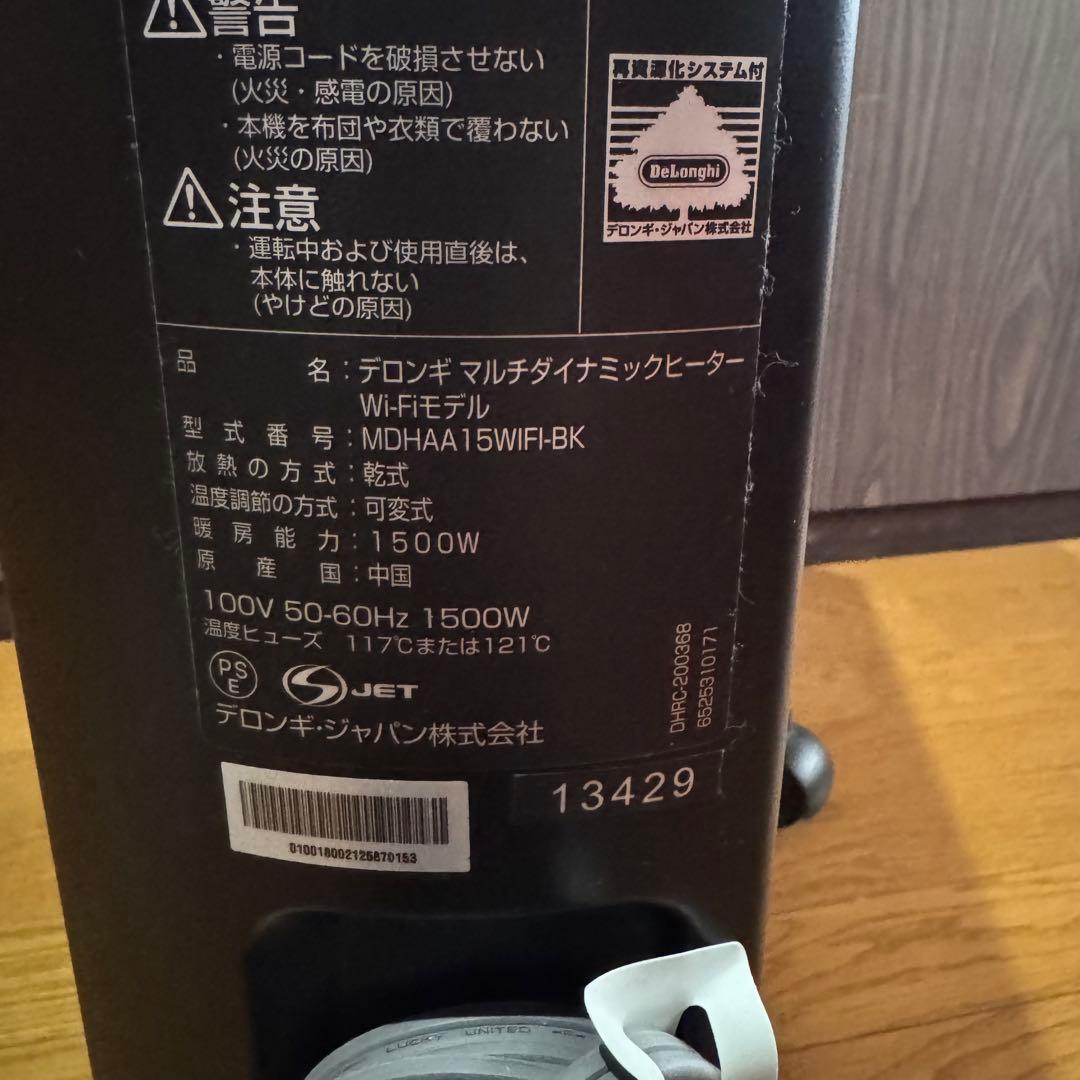 警告
・電源コードを破損させない
(火災・感電の原因)
・本機を布団や衣類で覆わない
(火災の原因)
注意
・運転中および使用直後は、
本体に触れない
(やけどの原因)
再資源化システム付
DeLonghi
デロンギ・ジャパン株式会社
品名：デロンギ マルチダイナミックヒーター
Wi-Fiモデル
型式番号：MDHAA15WIFI-BK
放熱の方式：乾式
温度調節の方式：可変式
暖房能力：1500W
原産国：中国
100V 50-60Hz 1500W
温度ヒューズ 117℃または121℃
PS
E
JET
デロンギ・ジャパン株式会社
DHRC-200368
6525310171
13429
010018002125870153
LUCKY UNITED